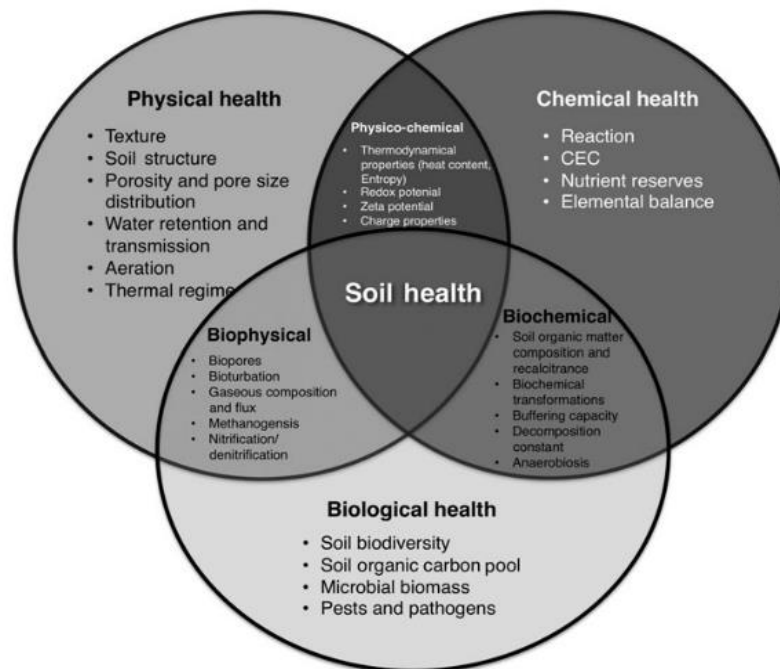 Physical health
• Texture
• Soil structure
• Porosity and pore size
distribution
• Water retention and
transmission
• Aeration
• Thermal regime
Physico-chemical
• Thermodynamical
properties (heat content,
Entropy)
• Redox potenial
• Zeta potential
• Charge properties
Chemical health
• Reaction
• CEC
• Nutrient reserves
• Elemental balance
Soil health
Biophysical
• Biopores
• Bioturbation
• Gaseous composition
and flux
• Methanogensis
• Nitrification/
denitrification
Biochemical
• Soil organic matter
composition and
recalcitrance
• Biochemical
transformations
• Buffering capacity
• Decomposition
constant
• Anaerobiosis
Biological health
• Soil biodiversity
• Soil organic carbon pool
• Microbial biomass
• Pests and pathogens